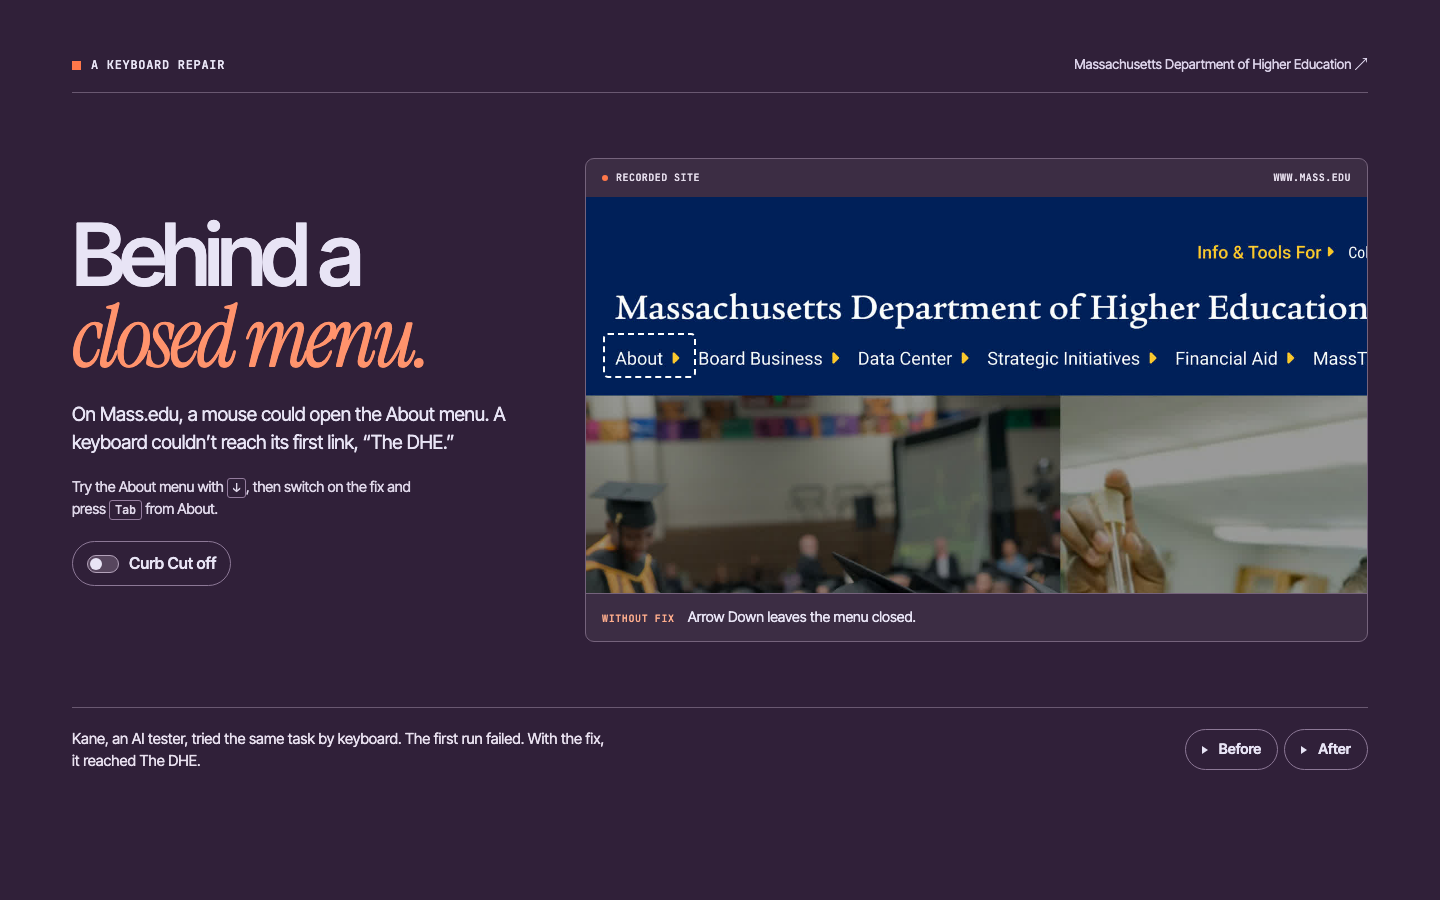 A KEYBOARD REPAIR
Massachusetts Department of Higher Education ↗
Behind a
closed menu.
On Mass.edu, a mouse could open the About menu. A
keyboard couldn’t reach its first link, “The DHE.”
Try the About menu with ↓, then switch on the fix and
press Tab from About.
Curb Cut off
RECORDED SITE
WWW.MASS.EDU
Info & Tools For Col
Massachusetts Department of Higher Education
About Board Business Data Center Strategic Initiatives Financial Aid MassT
WITHOUT FIX Arrow Down leaves the menu closed.
Kane, an AI tester, tried the same task by keyboard. The first run failed. With the fix,
it reached The DHE.
Before
After